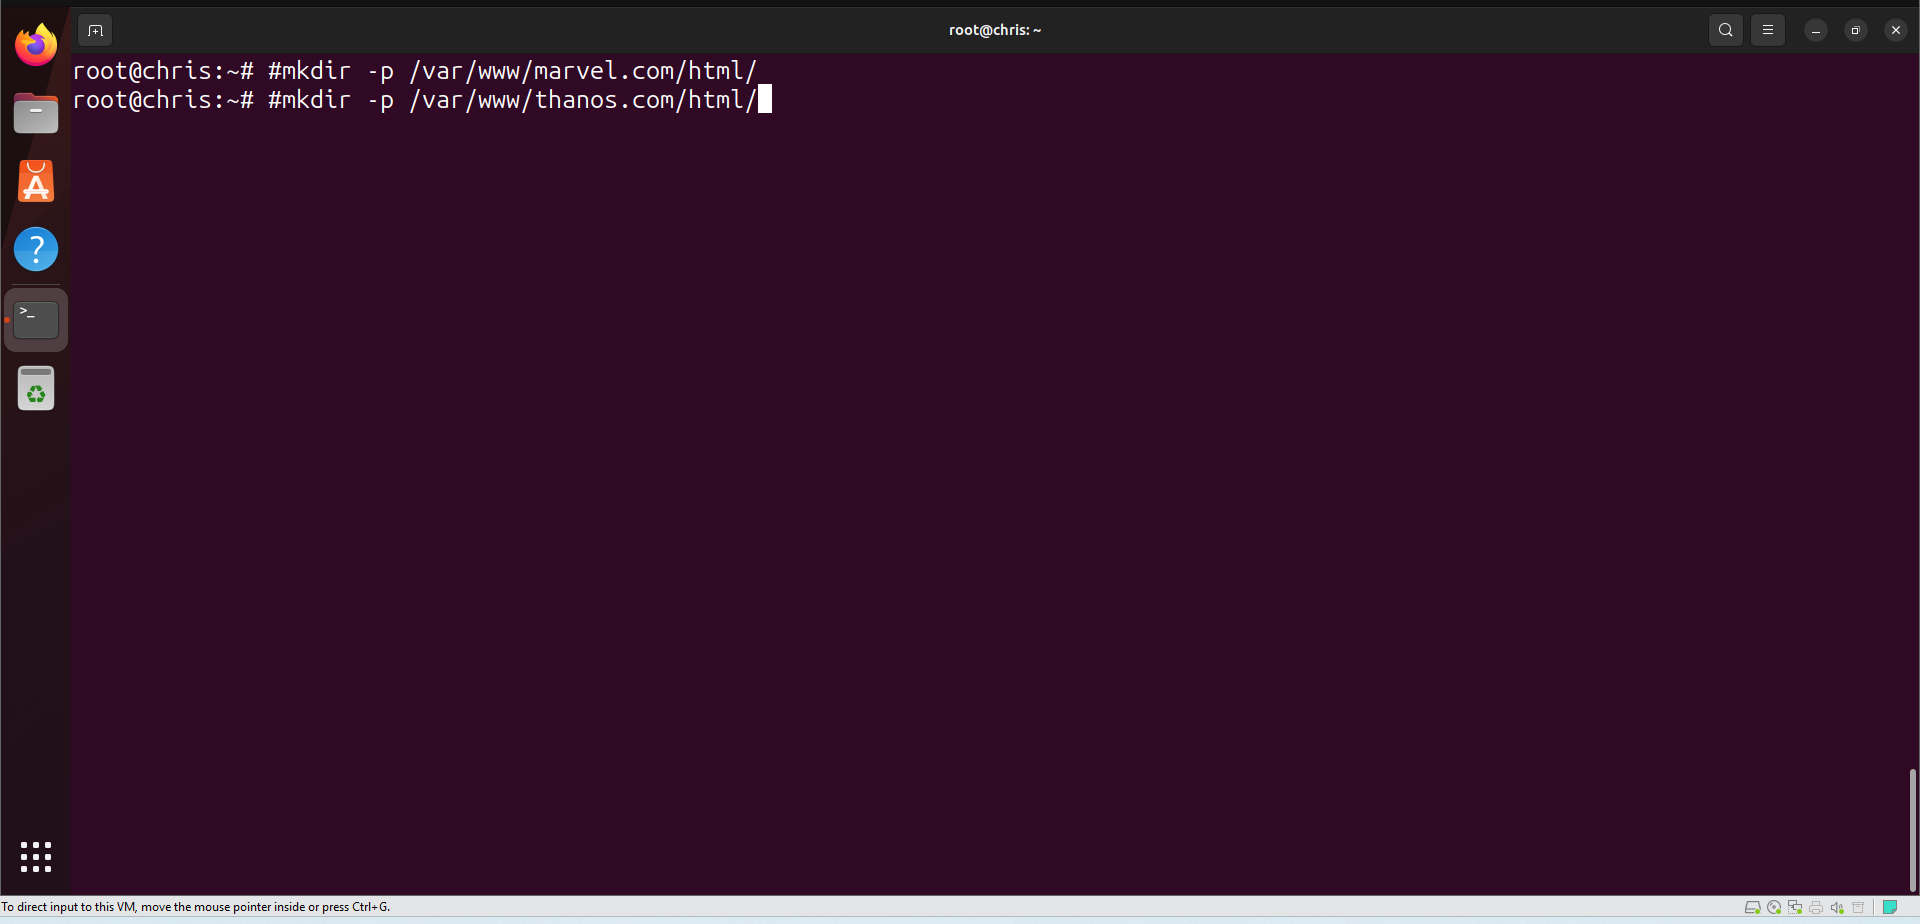 root@chris: ~
root@chris:~# #mkdir -p /var/www/marvel.com/html/
root@chris:~# #mkdir -p /var/www/thanos.com/html/
To direct input to this VM, move the mouse pointer inside or press Ctrl+G.